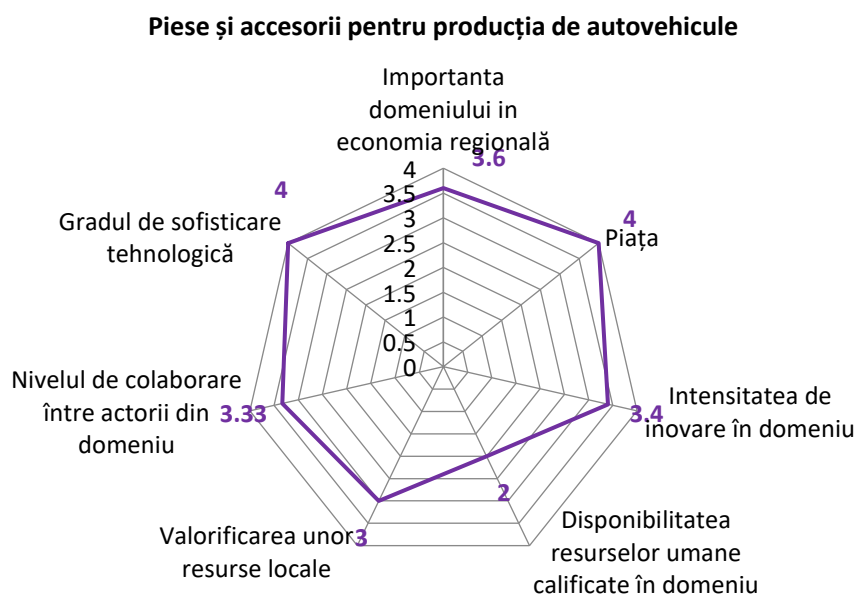 Piese și accesorii pentru producția de autovehicule
Importanta
domeniului in
economia regională
3.6
4
3.5
3
2.5
2
1.5
1
0.5
0
4
Piața
3.4
Intensitatea de
inovare în domeniu
2
Disponibilitatea
resurselor umane
calificate în domeniu
3
Valorificarea unor
resurse locale
3.33
Nivelul de colaborare
între actorii din
domeniu
4
Gradul de sofisticare
tehnologică